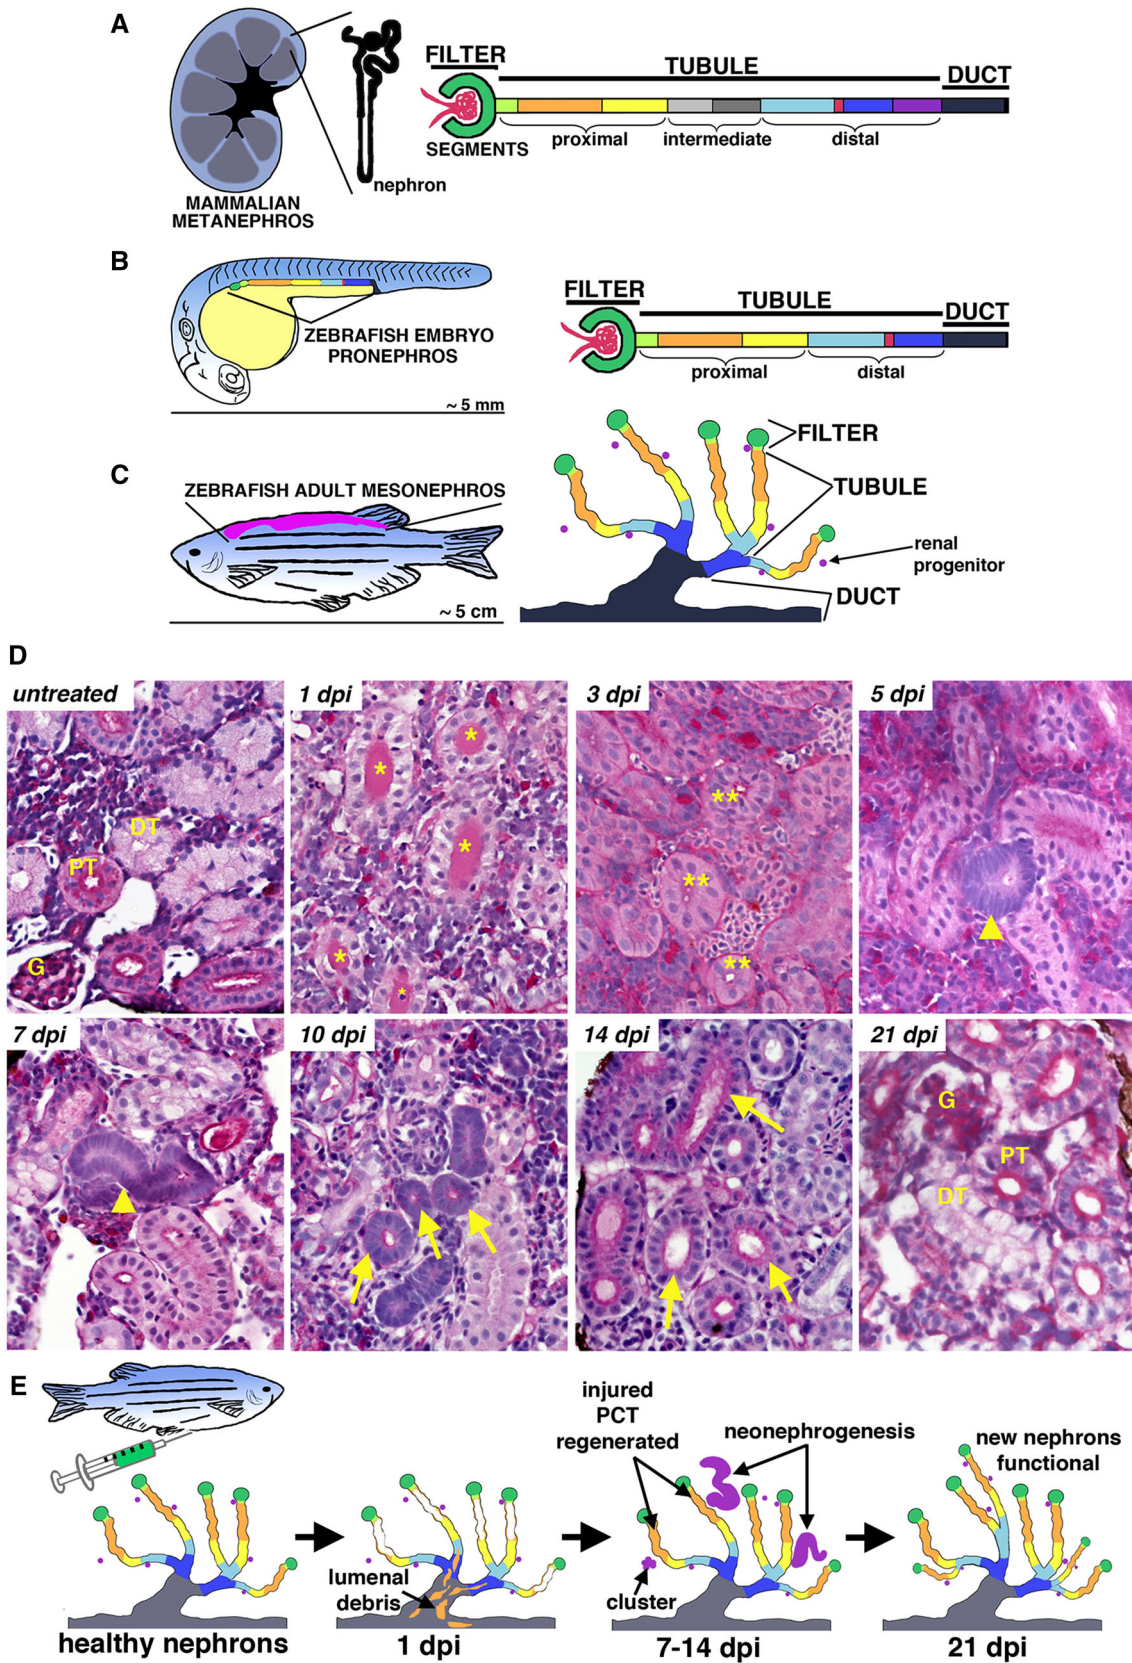 A
FILTER
TUBULE
DUCT
SEGMENTS
proximal
intermediate
distal
nephron
MAMMALIAN
METANEPHROS
B
FILTER
TUBULE
DUCT
ZEBRAFISH EMBRYO
PRONEPHROS
proximal
distal
~ 5 mm
C
ZEBRAFISH ADULT MESONEPHROS
FILTER
TUBULE
renal
progenitor
DUCT
~ 5 cm
D
untreated
1 dpi
3 dpi
5 dpi
DT
PT
G
*
*
*
*
*
**
**
**
7 dpi
10 dpi
14 dpi
21 dpi
G
PT
DT
E
injured
PCT
regenerated
neonephrogenesis
new nephrons
functional
lumenal
debris
cluster
healthy nephrons
1 dpi
7-14 dpi
21 dpi